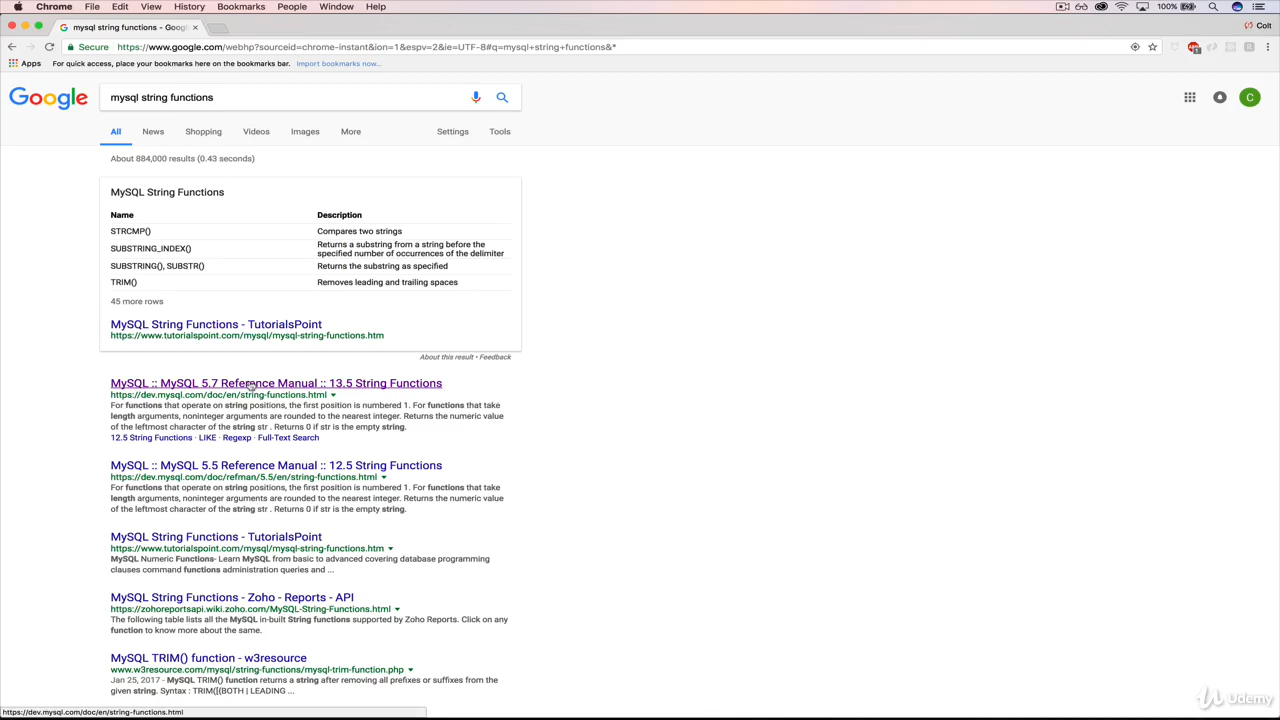 Chrome File Edit View History Bookmarks People Window Help 100%
mysql string functions - Goog Colt
Secure https://www.google.com/webhp?sourceid=chrome-instant&ion=1&espv=2&ie=UTF-8#q=mysql+string+functions&*
Apps For quick access, place your bookmarks here on the bookmarks bar. Import bookmarks now...
Google mysql string functions C
All News Shopping Videos Images More Settings Tools
About 884,000 results (0.43 seconds)
MySQL String Functions
Name Description
STRCMP() Compares two strings
SUBSTRING_INDEX() Returns a substring from a string before the
specified number of occurrences of the delimiter
SUBSTRING(), SUBSTR() Returns the substring as specified
TRIM() Removes leading and trailing spaces
45 more rows
MySQL String Functions - TutorialsPoint
https://www.tutorialspoint.com/mysql/mysql-string-functions.htm
About this result • Feedback
MySQL :: MySQL 5.7 Reference Manual :: 13.5 String Functions
https://dev.mysql.com/doc/en/string-functions.html
For functions that operate on string positions, the first position is numbered 1. For functions that take
length arguments, noninteger arguments are rounded to the nearest integer. Returns the numeric value
of the leftmost character of the string str . Returns 0 if str is the empty string.
12.5 String Functions · LIKE · Regexp · Full-Text Search
MySQL :: MySQL 5.5 Reference Manual :: 12.5 String Functions
https://dev.mysql.com/doc/refman/5.5/en/string-functions.html
For functions that operate on string positions, the first position is numbered 1. For functions that take
length arguments, noninteger arguments are rounded to the nearest integer. Returns the numeric value
of the leftmost character of the string str . Returns 0 if str is the empty string.
MySQL String Functions - TutorialsPoint
https://www.tutorialspoint.com/mysql/mysql-string-functions.htm
MySQL Numeric Functions- Learn MySQL from basic to advanced covering database programming
clauses command functions administration queries and ...
MySQL String Functions - Zoho - Reports - API
https://zohoreportsapi.wiki.zoho.com/MySQL-String-Functions.html
The following table lists all the MySQL in-built String functions supported by Zoho Reports. Click on any
function to know more about the same.
MySQL TRIM() function - w3resource
www.w3resource.com/mysql/string-functions/mysql-trim-function.php
Jan 25, 2017 - MySQL TRIM() function returns a string after removing all prefixes or suffixes from the
given string. Syntax : TRIM([{BOTH | LEADING ...
https://dev.mysql.com/doc/en/string-functions.html
Udemy